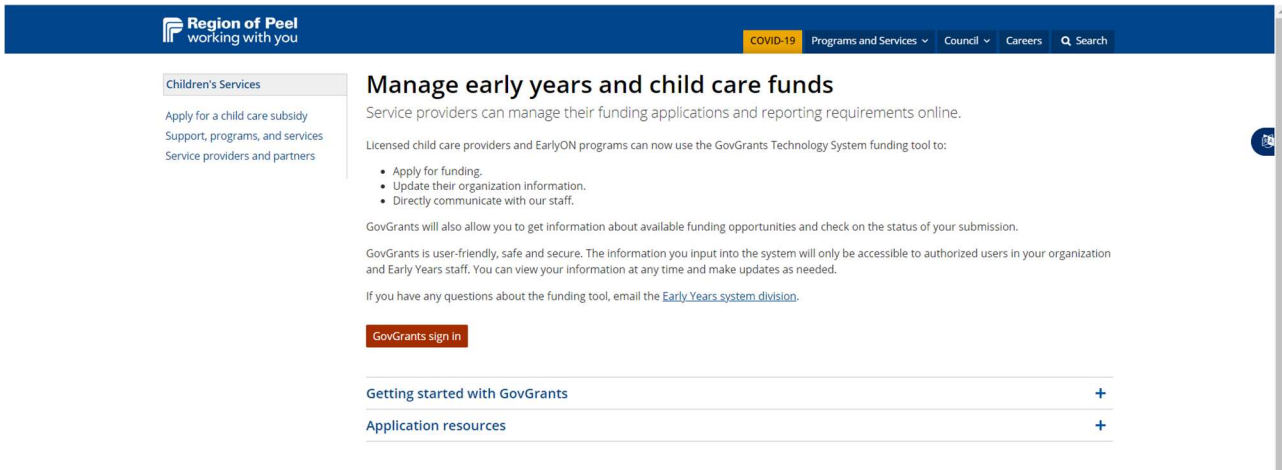 Region of Peel
working with you
COVID-19 Programs and Services Council Careers Search
Children's Services
Apply for a child care subsidy
Support, programs, and services
Service providers and partners
Manage early years and child care funds
Service providers can manage their funding applications and reporting requirements online.
Licensed child care providers and EarlyON programs can now use the GovGrants Technology System funding tool to:
• Apply for funding.
• Update their organization information.
• Directly communicate with our staff.
GovGrants will also allow you to get information about available funding opportunities and check on the status of your submission.
GovGrants is user-friendly, safe and secure. The information you input into the system will only be accessible to authorized users in your organization
and Early Years staff. You can view your information at any time and make updates as needed.
If you have any questions about the funding tool, email the Early Years system division.
GovGrants sign in
Getting started with GovGrants +
Application resources +